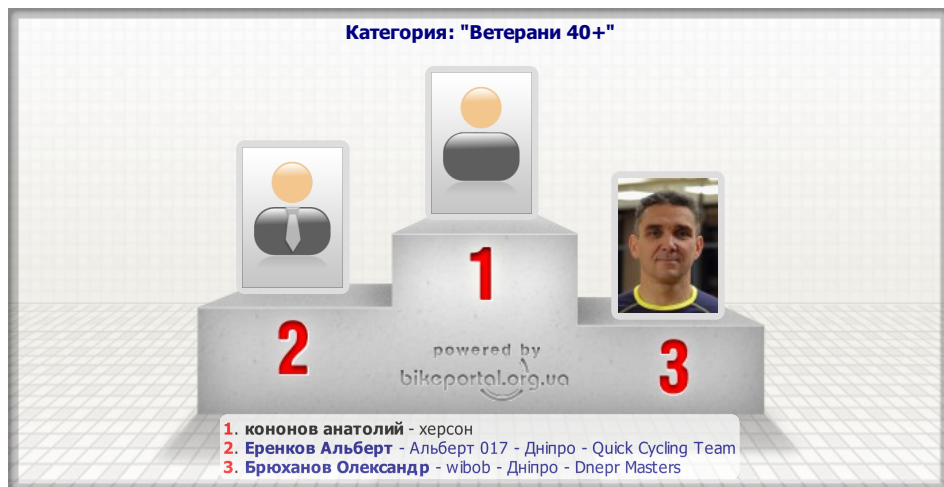 Категория: "Ветерани 40+"
1
2
3
powered by
bikeportal.org.ua
1. кононов анатолий - херсон
2. Еренков Альберт - Альберт 017 - Дніпро - Quick Cycling Team
3. Брюханов Олександр - wibob - Дніпро - Dnepr Masters